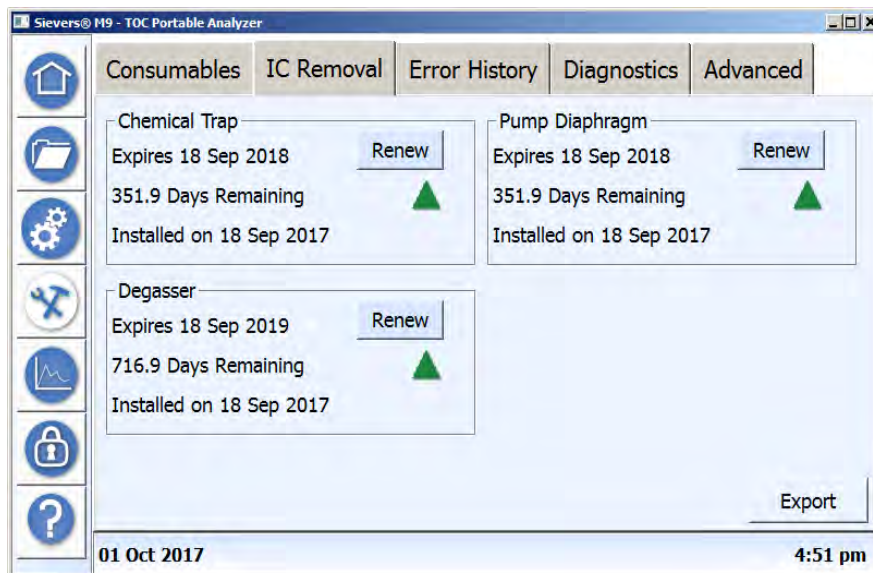 Sievers® M9 - TOC Portable Analyzer
Consumables IC Removal Error History Diagnostics Advanced
Chemical Trap
Expires 18 Sep 2018 Renew
351.9 Days Remaining
Installed on 18 Sep 2017
Pump Diaphragm
Expires 18 Sep 2018 Renew
351.9 Days Remaining
Installed on 18 Sep 2017
Degasser
Expires 18 Sep 2019 Renew
716.9 Days Remaining
Installed on 18 Sep 2017
Export
01 Oct 2017 4:51 pm